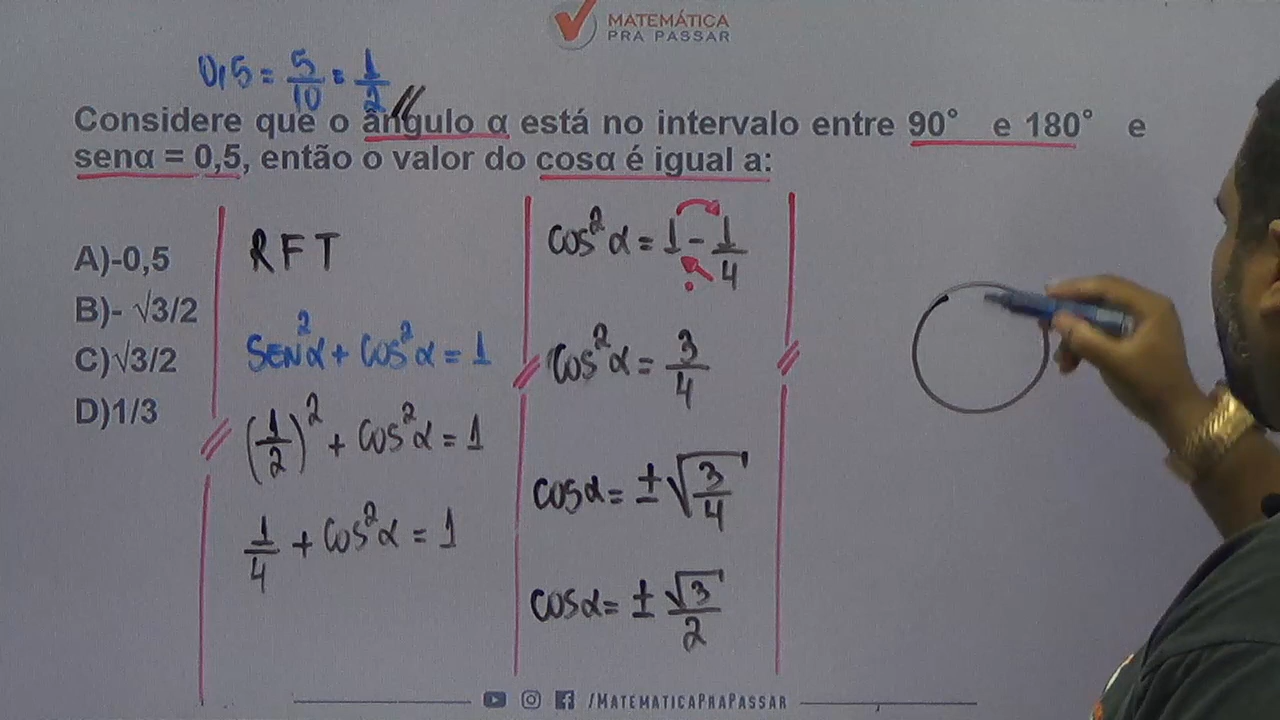 MATEMÁTICA
PRA PASSAR
0,5 = 5/10 = 1/2 //
Considere que o ângulo α está no intervalo entre 90° e 180° e
senα = 0,5, então o valor do cosα é igual a:
A)-0,5
B)- √3/2
C)√3/2
D)1/3
RFT
SEN²α + cos²α = 1
(1/2)² + cos²α = 1
1/4 + cos²α = 1
cos²α = 1 - 1/4
cos²α = 3/4
cosα = ± √(3/4)
cosα = ± √3/2
/MATEMATICAPRAPASSAR